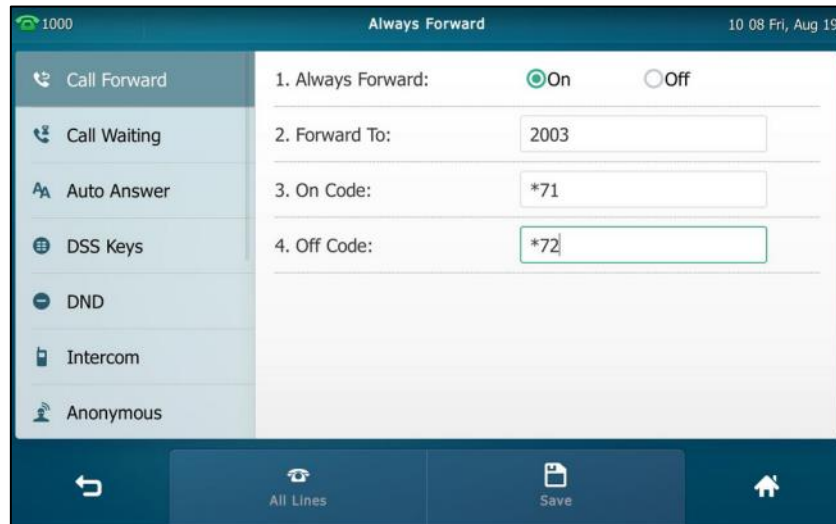 1000 Always Forward 10 08 Fri, Aug 19
Call Forward
Call Waiting
Auto Answer
DSS Keys
DND
Intercom
Anonymous
1. Always Forward: On Off
2. Forward To: 2003
3. On Code: *71
4. Off Code: *72
All Lines Save